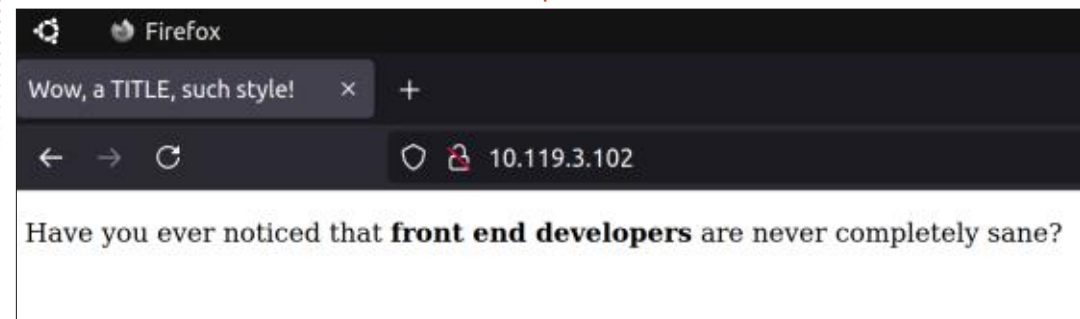 Firefox
Wow, a TITLE, such style!
10.119.3.102
Have you ever noticed that front end developers are never completely sane?